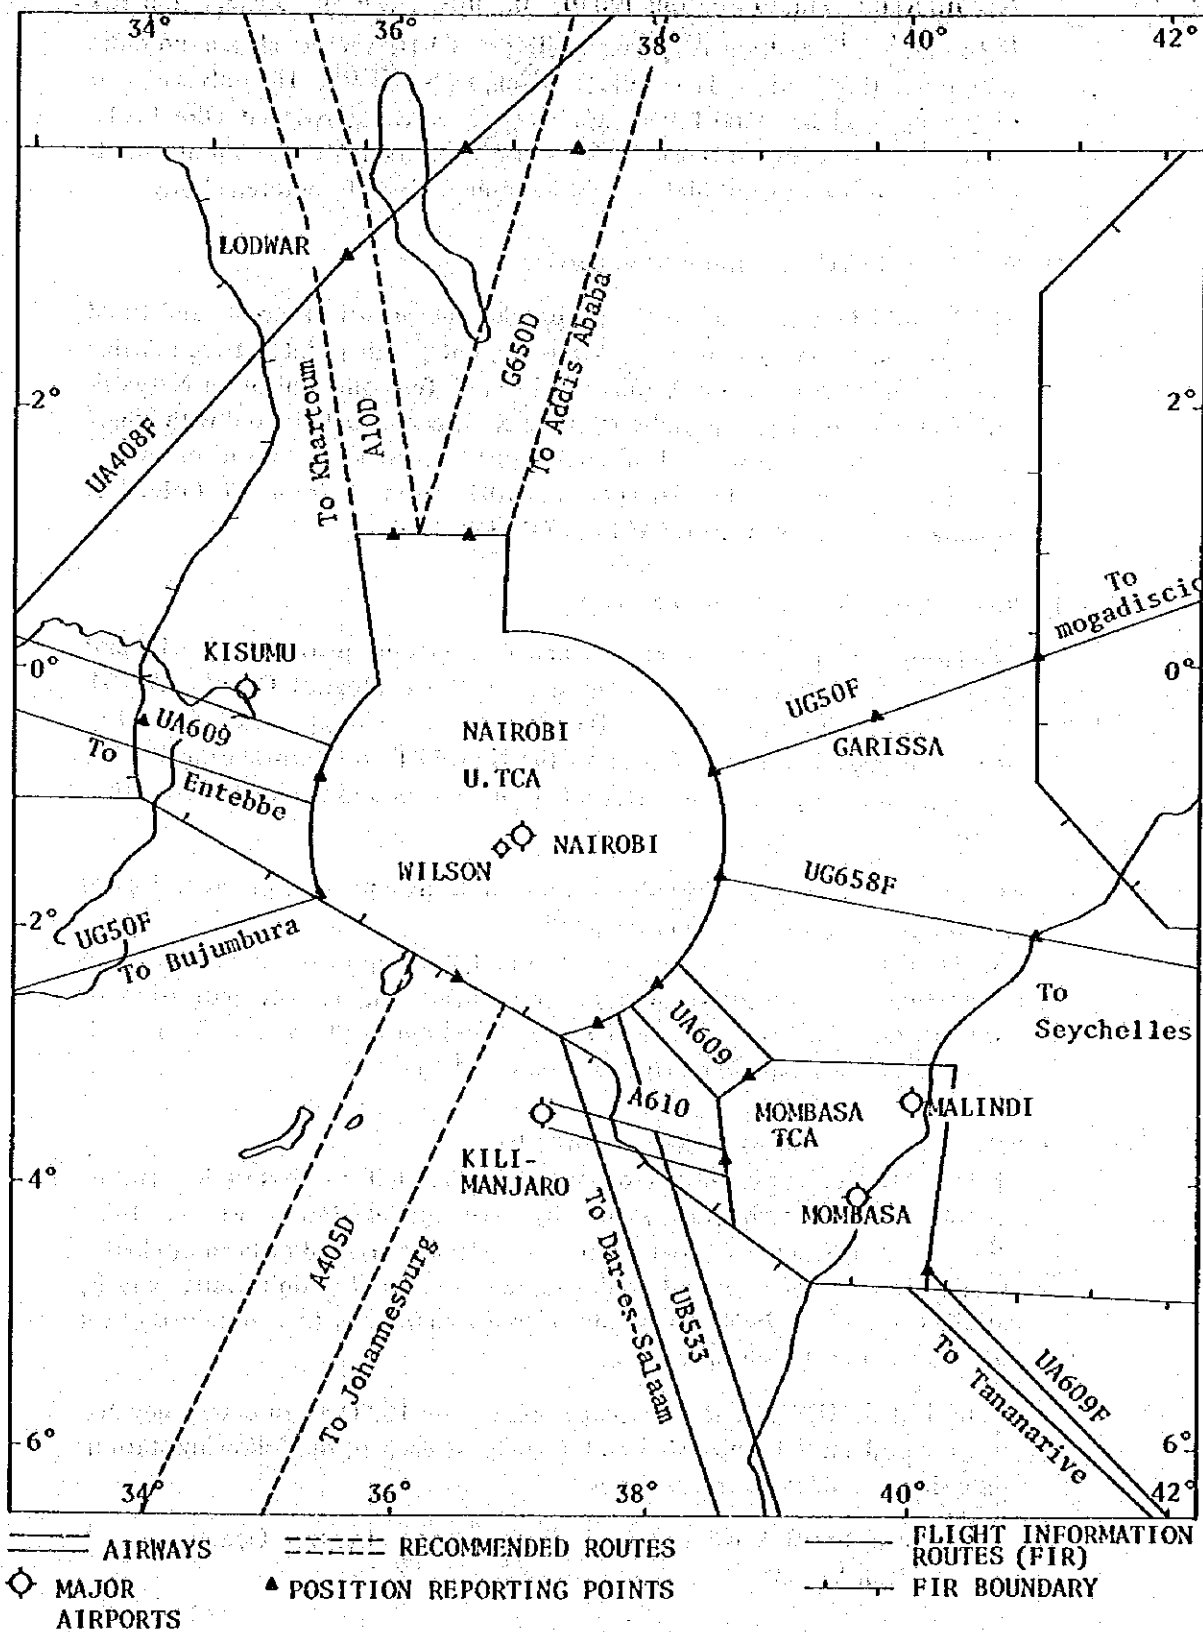 34°
36°
38°
40°
42°
LODWAR
To Khartoum
A10D
G650D
To Addis Ababa
UA408F
2°
2°
To
mogadiscio
0°
KISUMU
0°
UA609
To
Entebbe
NAIROBI
U.TCA
UG50F
GARISSA
NAIROBI
WILSON
UG658F
2°
UG50F
To Bujumbura
To
Seychelles
UA609
A610
MOMBASA
TCA
MALINDI
KILI-
MANJARO
4°
MOMBASA
A405D
To Johannesburg
To Dar-es-Salaam
UB533
To Tananarive
UA609F
6°
6°
34°
36°
38°
40°
42°
AIRWAYS
RECOMMENDED ROUTES
FLIGHT INFORMATION
ROUTES (FIR)
MAJOR
AIRPORTS
POSITION REPORTING POINTS
FIR BOUNDARY